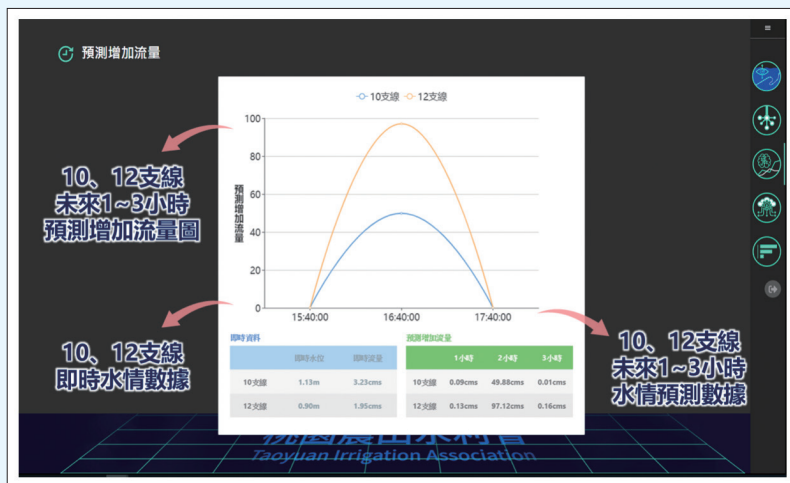 預測增加流量
10支線 12支線
100
80
60
40
20
0
預測增加流量
15:40:00 16:40:00 17:40:00
10、12支線
未來1~3小時
預測增加流量圖
10、12支線
即時水情數據
10、12支線
未來1~3小時
水情預測數據
即時資料
即時水位 即時流量
10支線 1.13m 3.23cms
12支線 0.90m 1.95cms
預測增加流量
1小時 2小時 3小時
10支線 0.09cms 49.88cms 0.01cms
12支線 0.13cms 97.12cms 0.16cms
桃園農田水利會
Taoyuan Irrigation Association